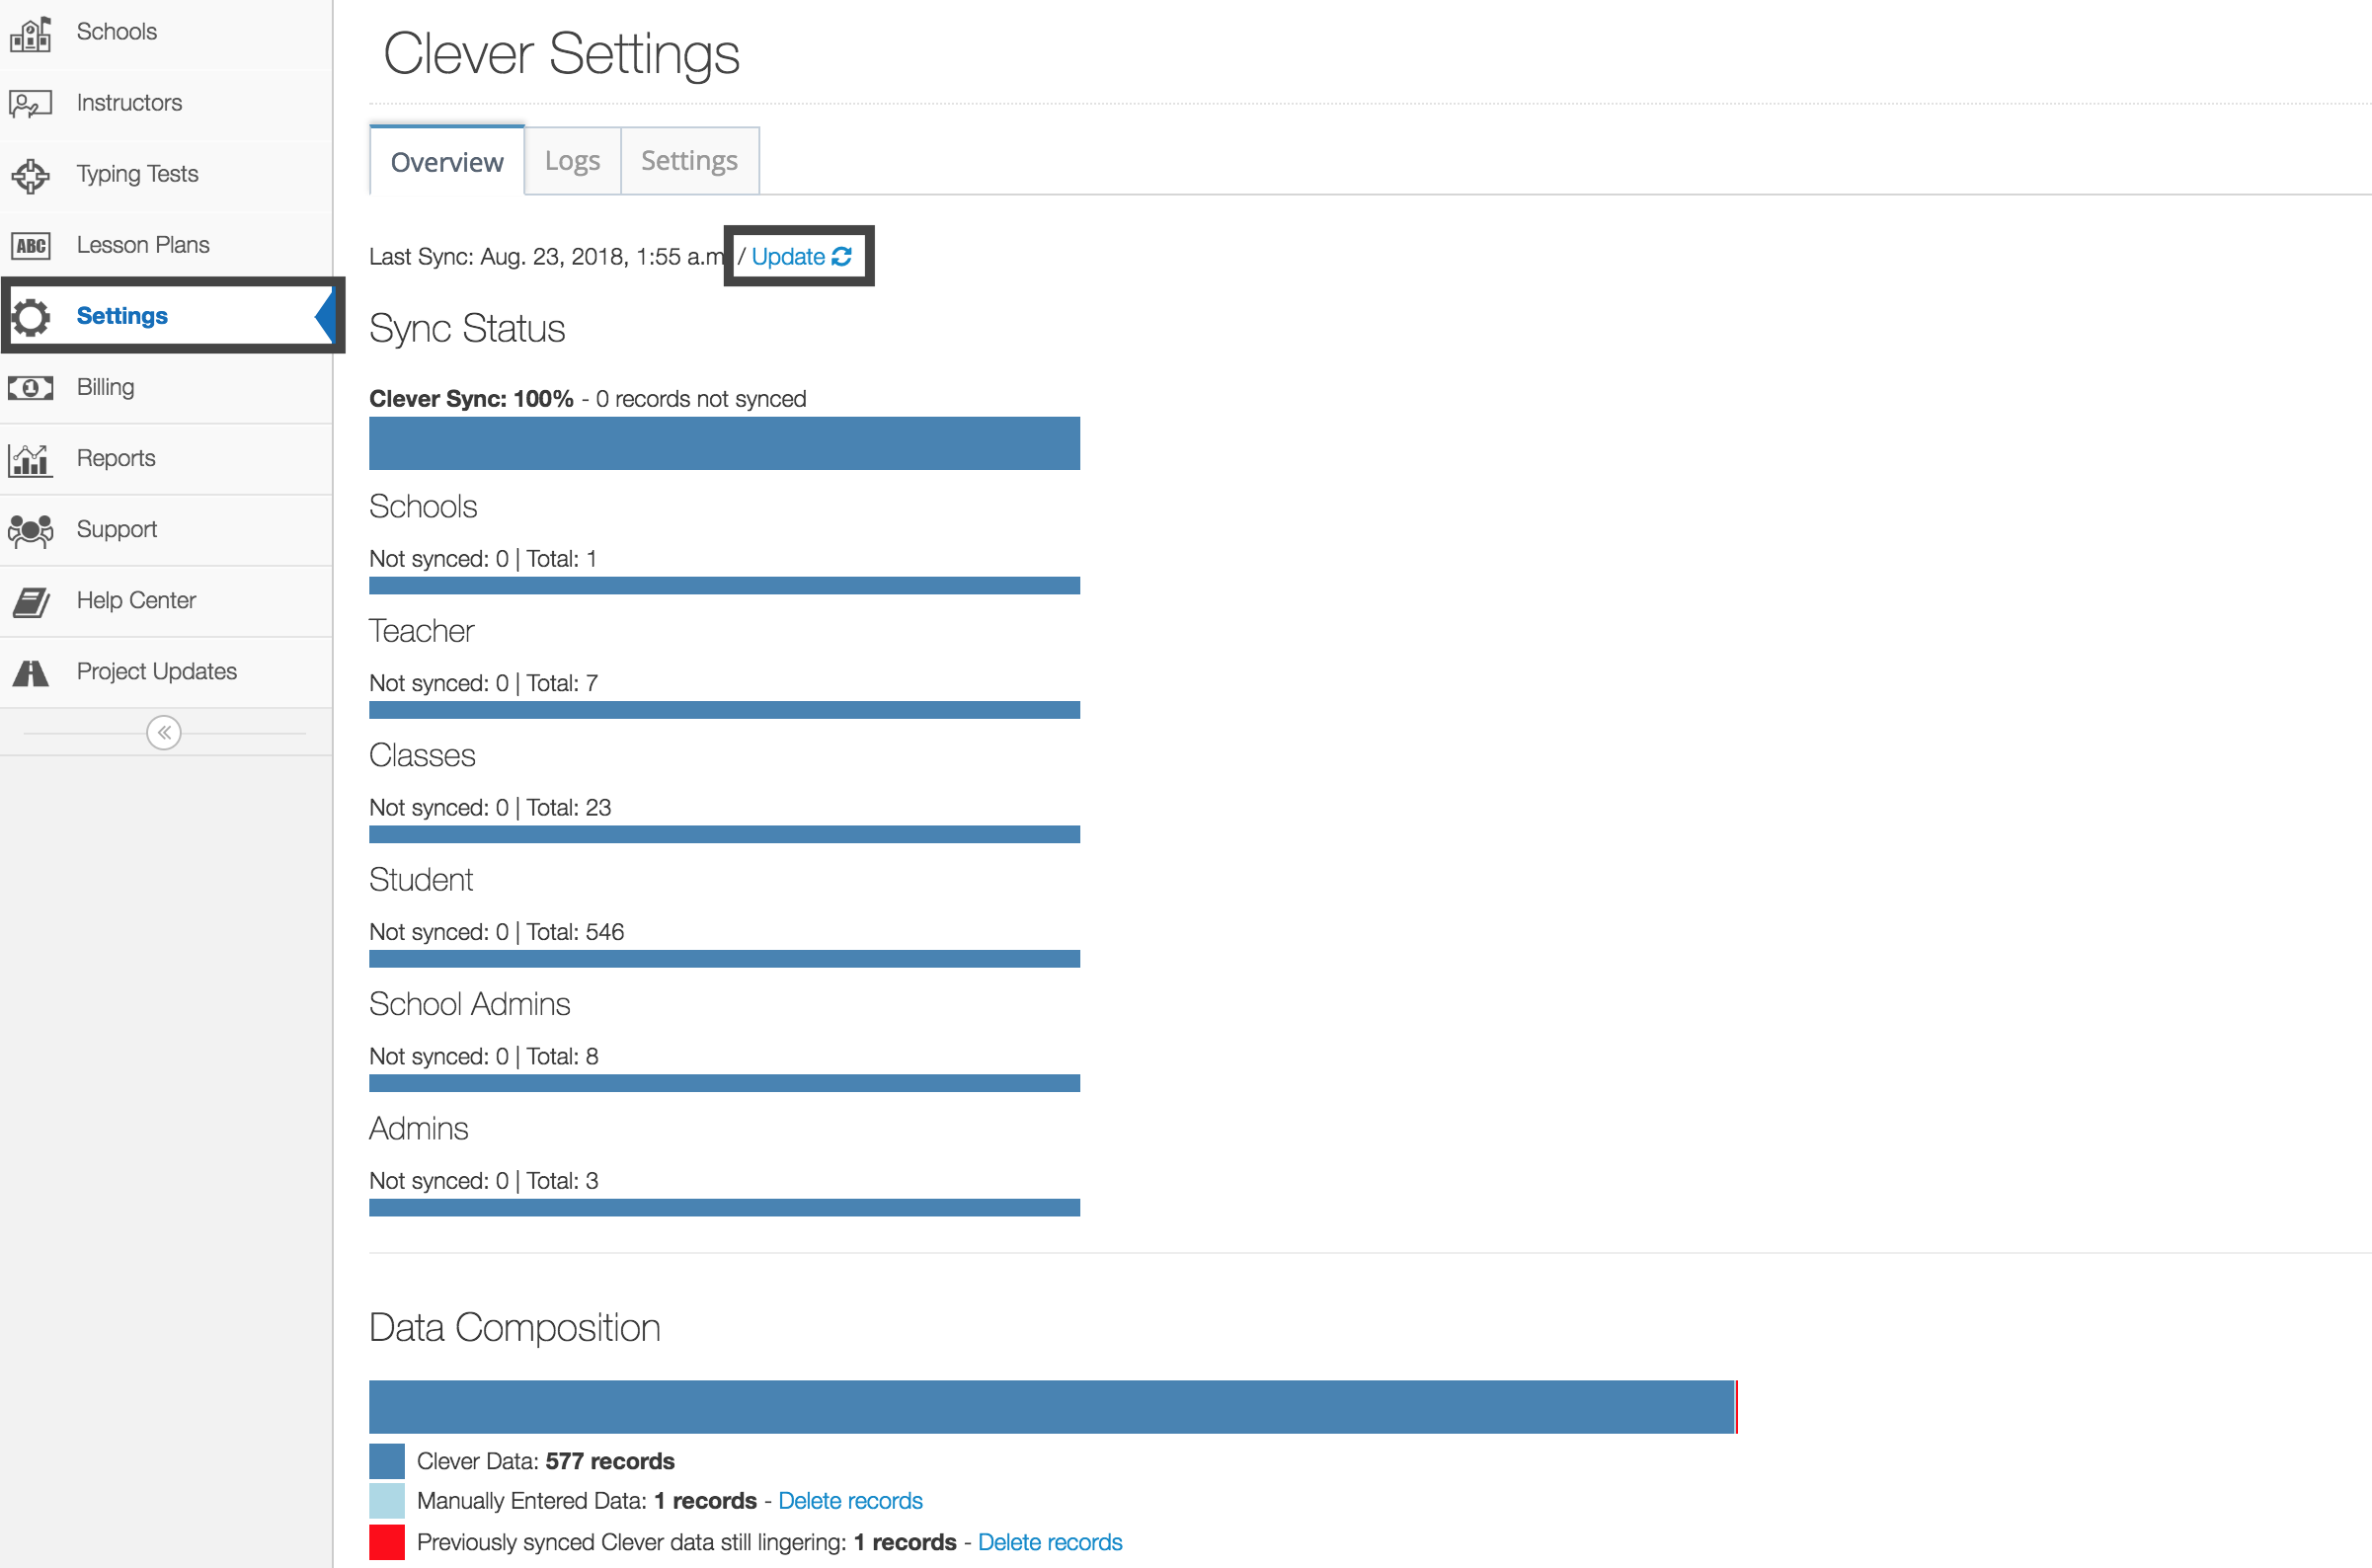 Schools
Instructors
Typing Tests
ABC
Lesson Plans
Settings
1
Billing
Reports
Support
Help Center
Project Updates
Clever Settings
Overview
Logs
Settings
Last Sync: Aug. 23, 2018, 1:55 a.m / Update
Sync Status
Clever Sync: 100% - 0 records not synced
Schools
Not synced: 0 | Total: 1
Teacher
Not synced: 0 | Total: 7
Classes
Not synced: 0 | Total: 23
Student
Not synced: 0 | Total: 546
School Admins
Not synced: 0 | Total: 8
Admins
Not synced: 0 | Total: 3
Data Composition
Clever Data: 577 records
Manually Entered Data: 1 records - Delete records
Previously synced Clever data still lingering: 1 records - Delete records